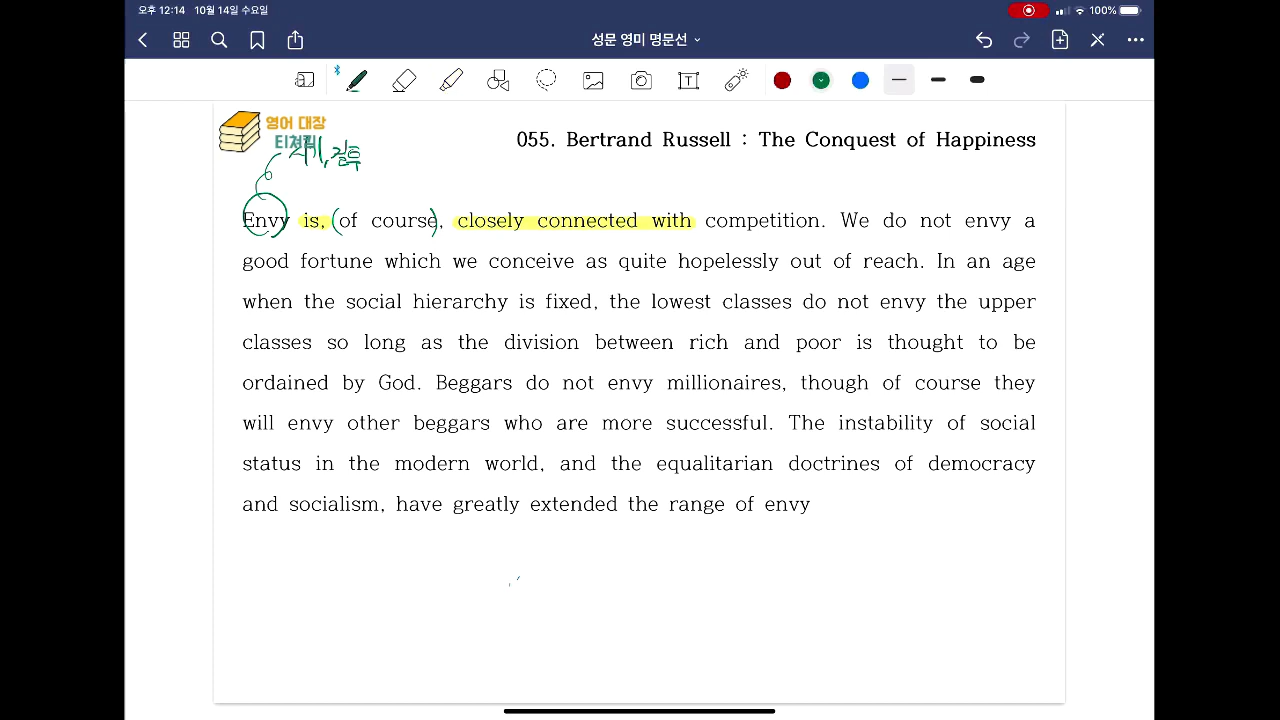 오후 12:14 10월 14일 수요일
100%
성문 영미 명문선
영어 대장
티쳐킴
시기, 질투
055. Bertrand Russell : The Conquest of Happiness
Envy is, (of course), closely connected with competition. We do not envy a
good fortune which we conceive as quite hopelessly out of reach. In an age
when the social hierarchy is fixed, the lowest classes do not envy the upper
classes so long as the division between rich and poor is thought to be
ordained by God. Beggars do not envy millionaires, though of course they
will envy other beggars who are more successful. The instability of social
status in the modern world, and the equalitarian doctrines of democracy
and socialism, have greatly extended the range of envy